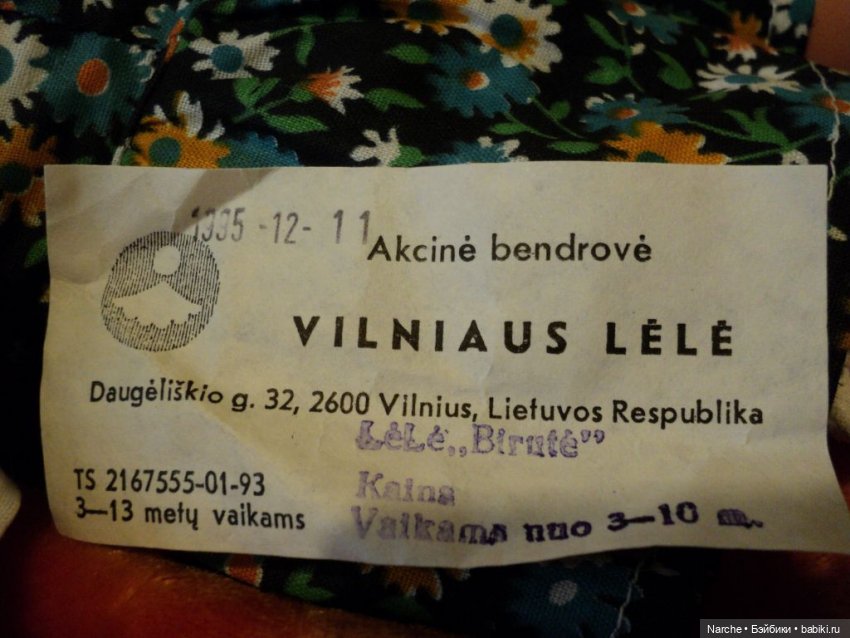 1995-12-11
Akcinė bendrovė
VILNIAUS LĖLĖ
Daugėliškio g. 32, 2600 Vilnius, Lietuvos Respublika
LėLė „Birutė”
TS 2167555-01-93
Kaina
3—13 metų vaikams
Vaikams nuo 3—10 m.
Narche • Бэйбики • babiki.ru